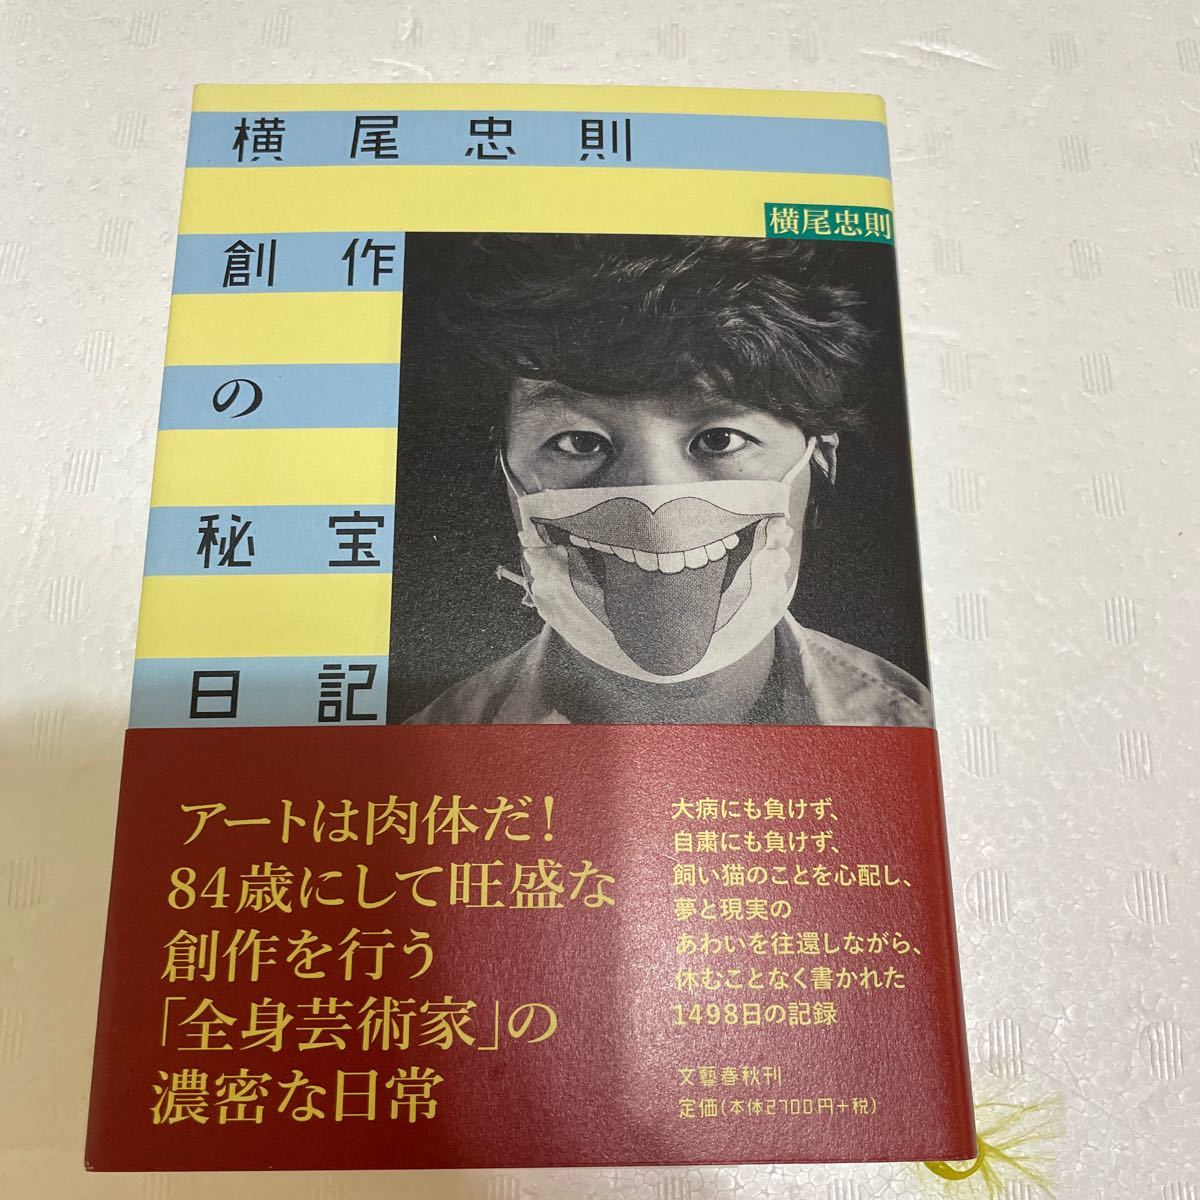 横尾忠則
横尾忠則
創作
の
秘宝
日記
アートは肉体だ!
84歳にして旺盛な
創作を行う
「全身芸術家」の
濃密な日常
大病にも負けず、
自粛にも負けず、
飼い猫のことを心配し、
夢と現実の
あわいを往還しながら、
休むことなく書かれた
1498日の記録
文藝春秋刊
定価(本体2700円+税)